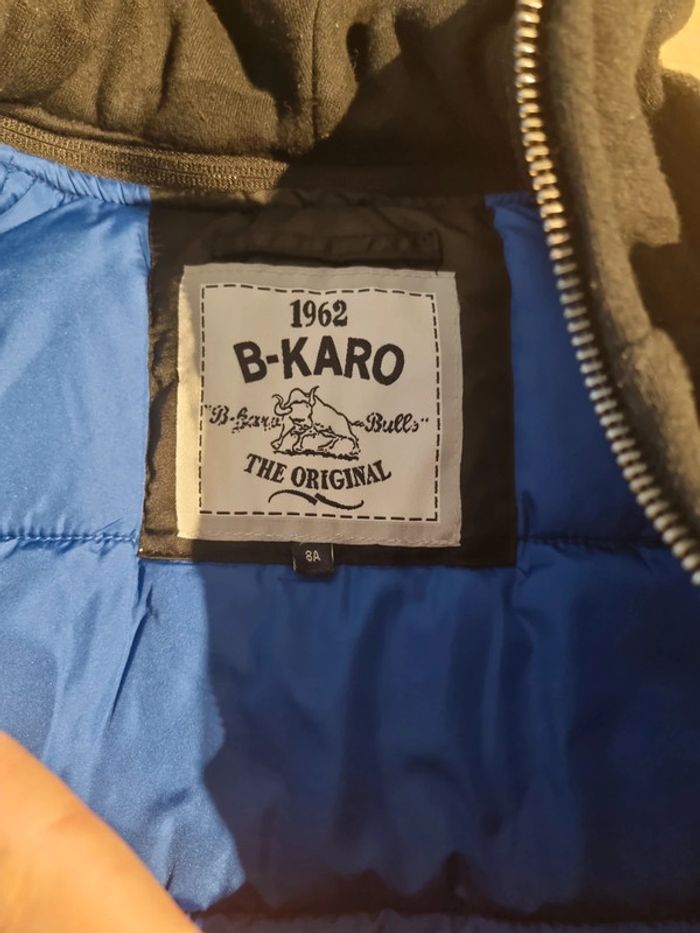 1962
B-KARO
"B-karo Bulls"
THE ORIGINAL
8A